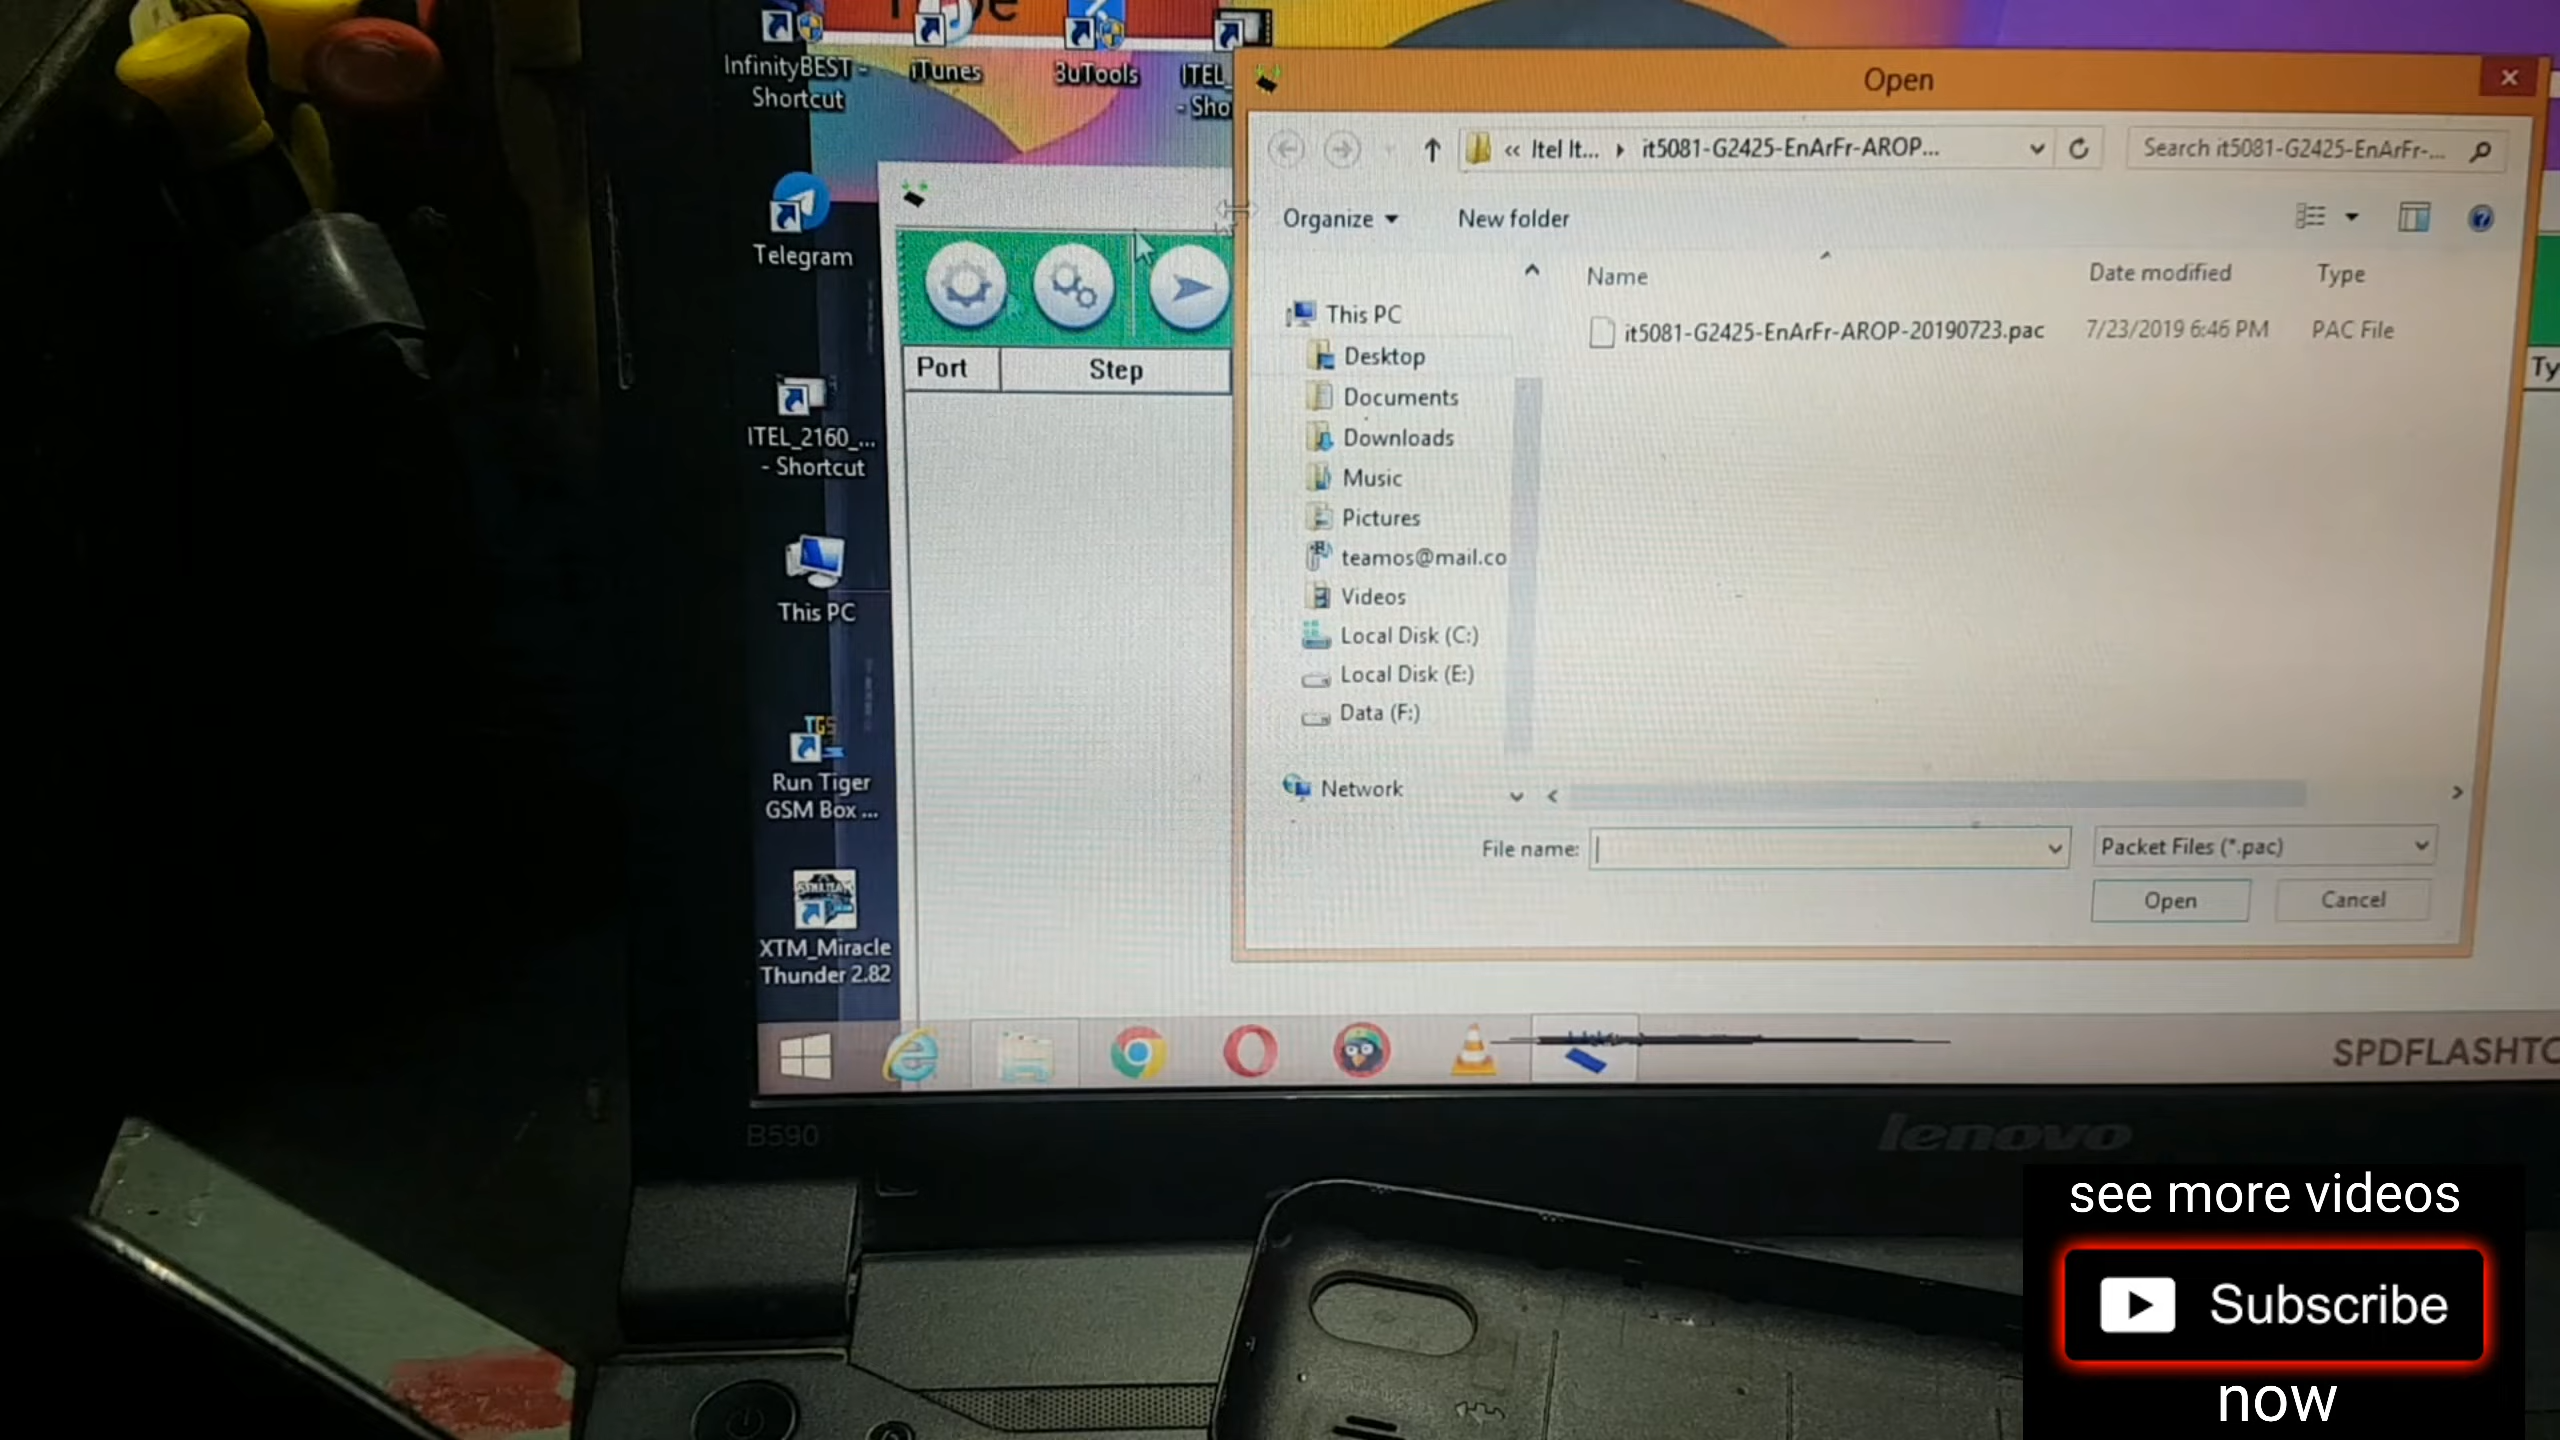 InfinityBEST -
Shortcut
iTunes
3uTools
ITEL_
- Sho
Telegram
ITEL_2160_...
- Shortcut
This PC
Run Tiger
GSM Box ...
XTM_Miracle
Thunder 2.82
Port
Step
Open
« Itel It...
it5081-G2425-EnArFr-AROP...
Search it5081-G2425-EnArFr-...
Organize
New folder
Name
Date modified
Type
it5081-G2425-EnArFr-AROP-20190723.pac
7/23/2019 6:46 PM
PAC File
This PC
Desktop
Documents
Downloads
Music
Pictures
teamos@mail.co
Videos
Local Disk (C:)
Local Disk (E:)
Data (F:)
Network
File name:
Packet Files (*.pac)
Open
Cancel
Ty
TGS
SPDFLASHTO
B590
lenovo
see more videos
Subscribe
now